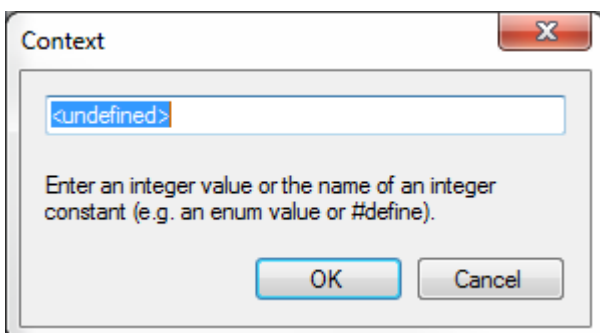 Context
<undefined>
Enter an integer value or the name of an integer
constant (e.g. an enum value or #define).
OK Cancel